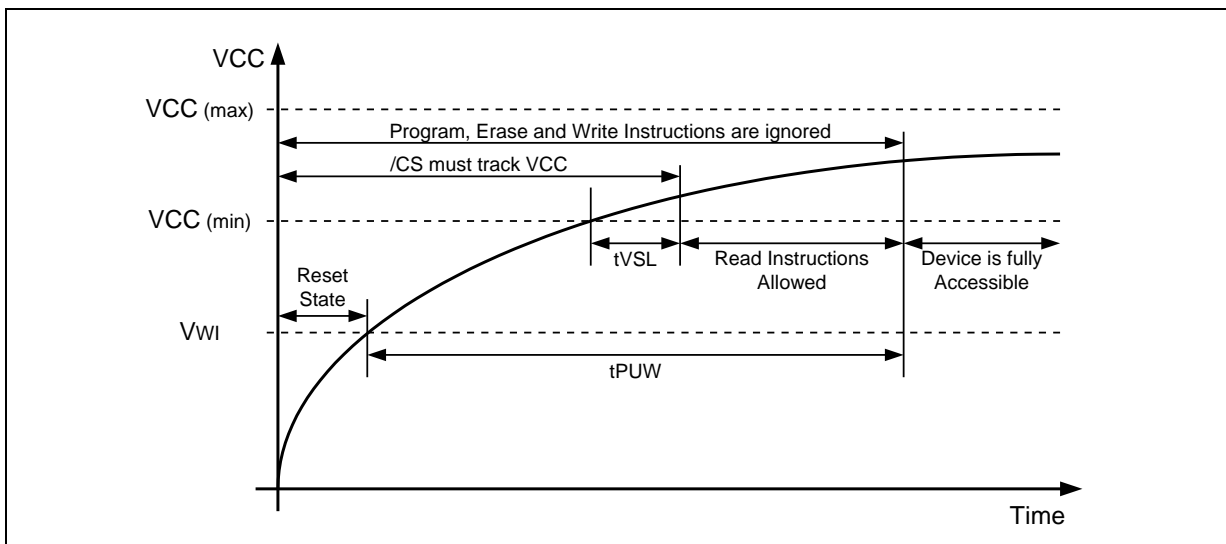 VCC
VCC (max)
Program, Erase and Write Instructions are ignored
/CS must track VCC
VCC (min)
tVSL
Read Instructions
Allowed
Device is fully
Accessible
Reset
State
VWI
tPUW
Time